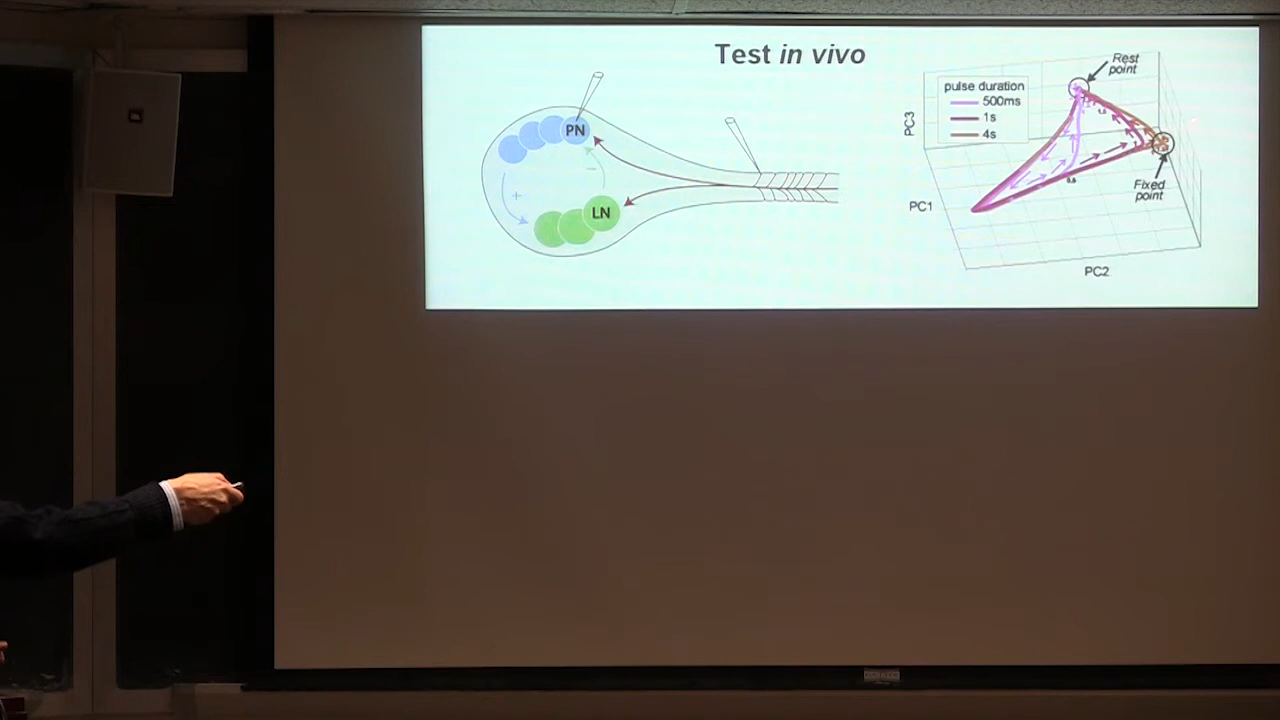 Test in vivo
PN
+
−
LN
pulse duration
500ms
1s
4s
Rest
point
Fixed
point
PC3
PC1
PC2